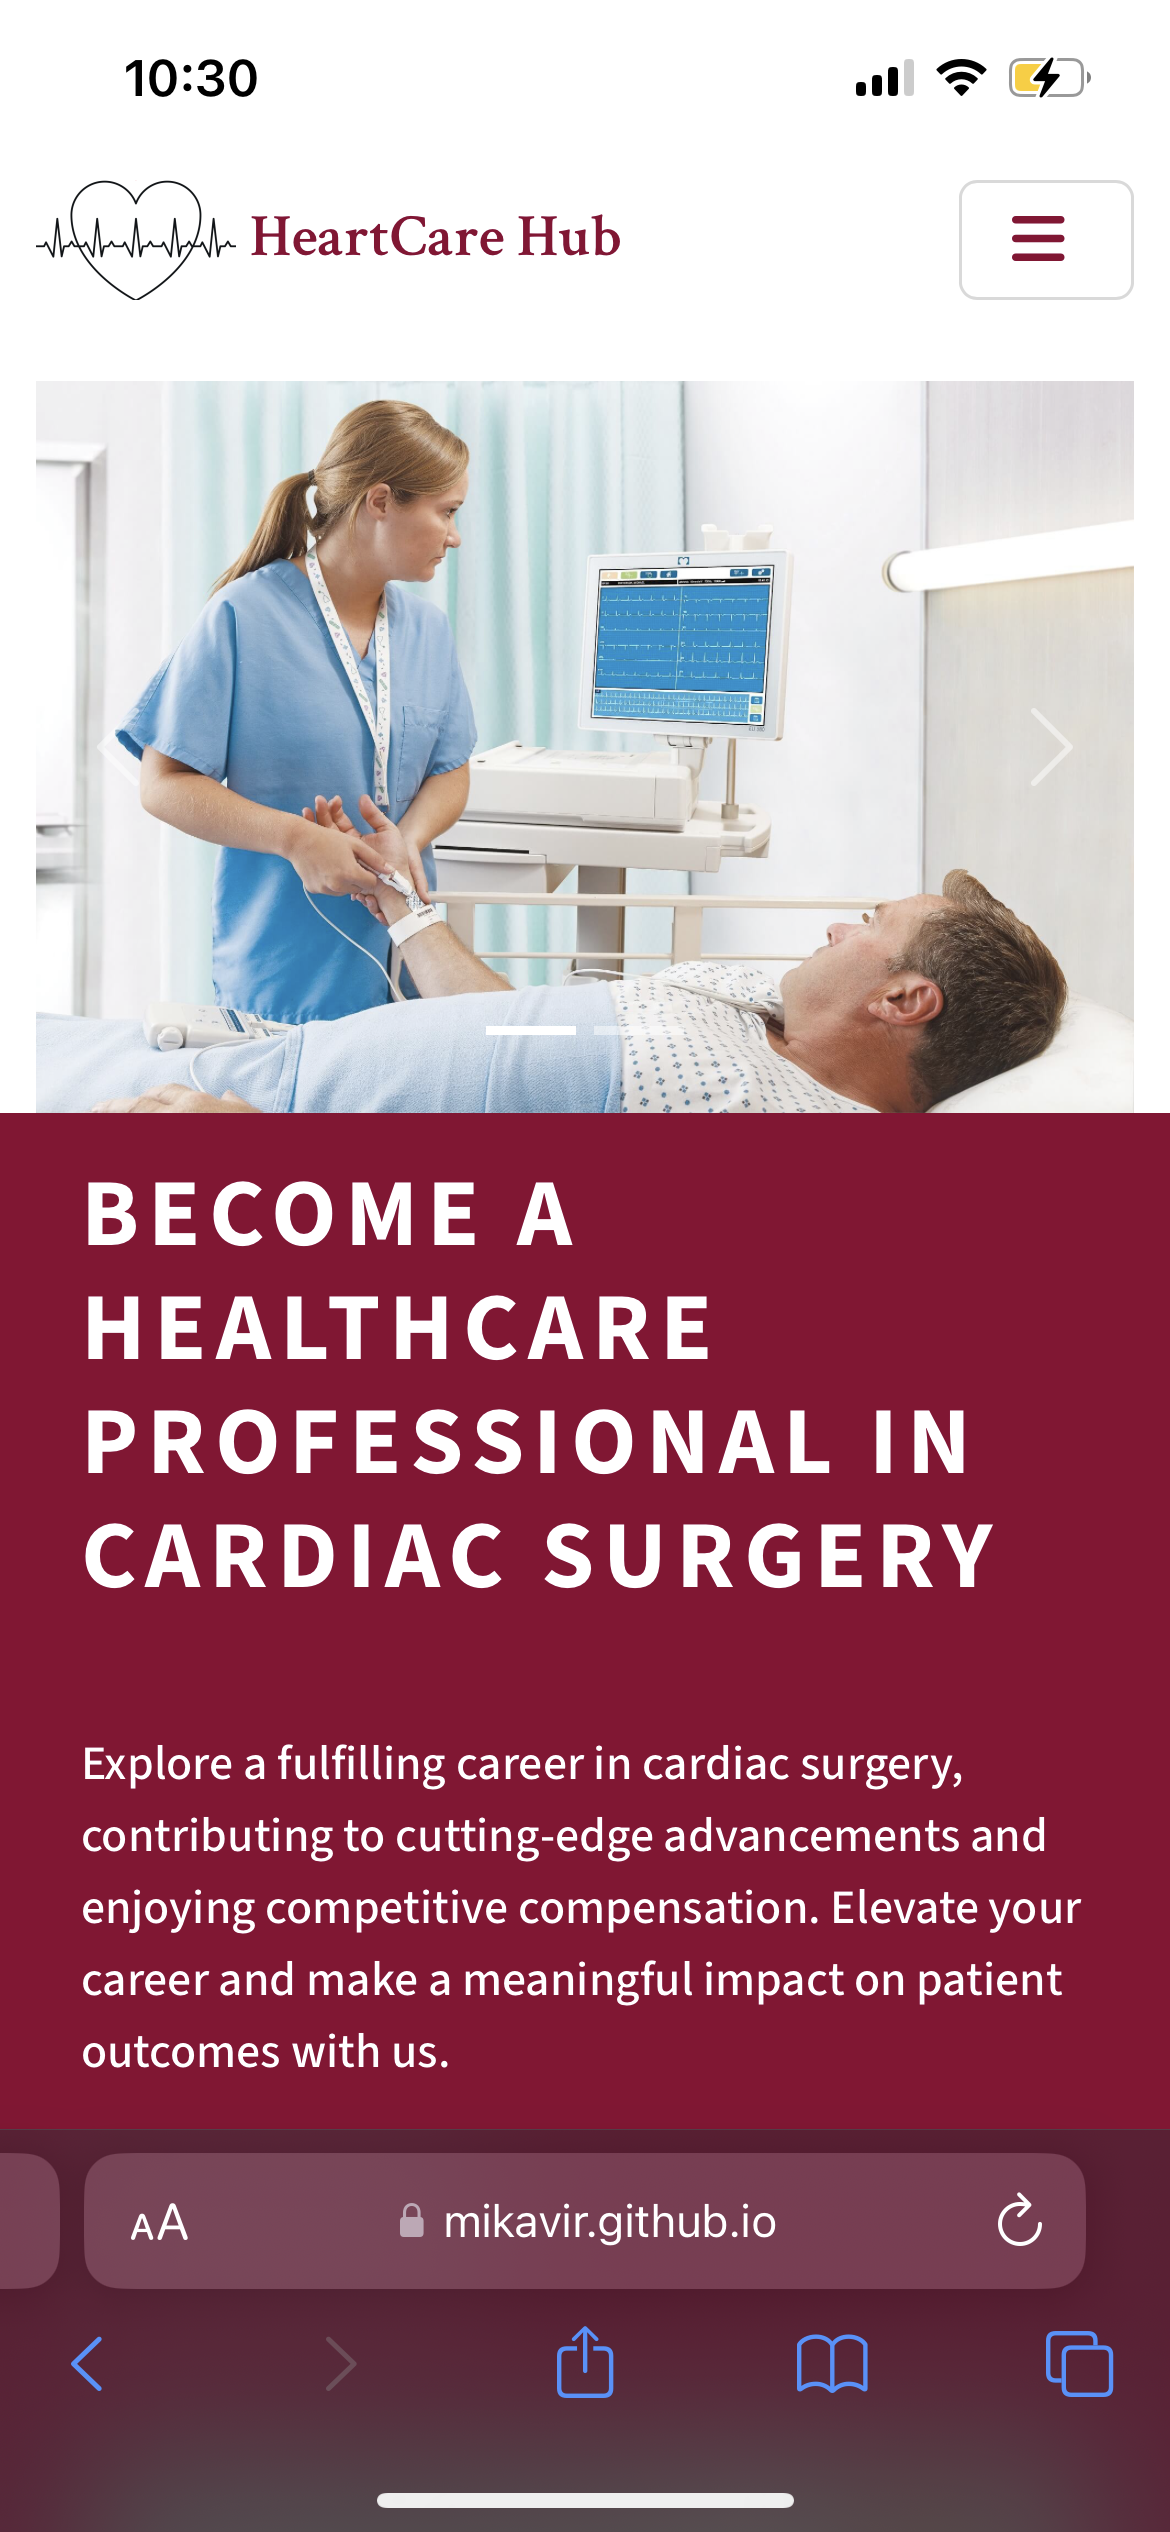 10:30
HeartCare Hub
BECOME A
HEALTHCARE
PROFESSIONAL IN
CARDIAC SURGERY
Explore a fulfilling career in cardiac surgery,
contributing to cutting-edge advancements and
enjoying competitive compensation. Elevate your
career and make a meaningful impact on patient
outcomes with us.
AA
mikavir.github.io